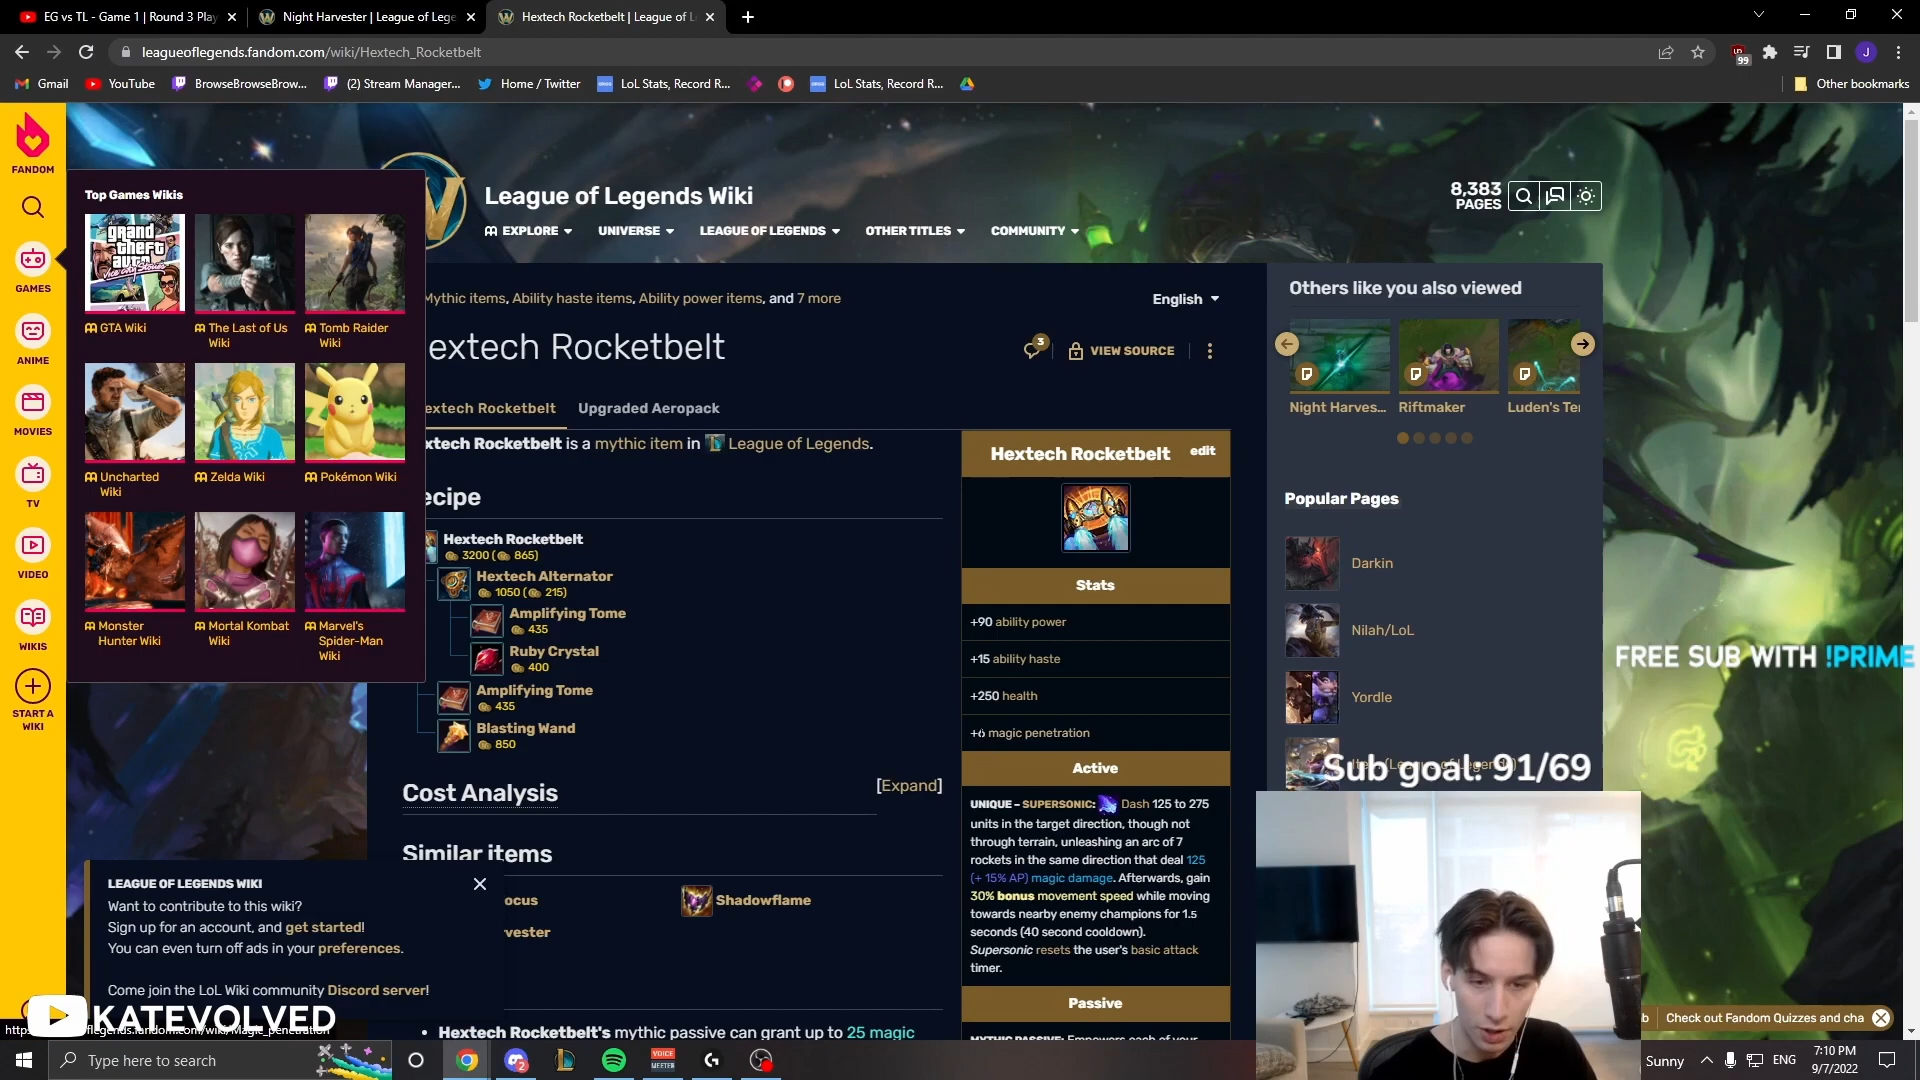 EG vs TL - Game 1 | Round 3 Play
Night Harvester | League of Lege
Hextech Rocketbelt | League of L
leagueoflegends.fandom.com/wiki/Hextech_Rocketbelt
99
J
Gmail
YouTube
BrowseBrowseBrow...
(2) Stream Manager...
Home / Twitter
LoL Stats, Record R...
LoL Stats, Record R...
Other bookmarks
FANDOM
GAMES
ANIME
MOVIES
TV
VIDEO
WIKIS
START A
WIKI
Top Games Wikis
GTA Wiki
The Last of Us
Wiki
Tomb Raider
Wiki
Uncharted
Wiki
Zelda Wiki
Pokémon Wiki
Monster
Hunter Wiki
Mortal Kombat
Wiki
Marvel's
Spider-Man
Wiki
League of Legends Wiki
8,383
PAGES
EXPLORE
UNIVERSE
LEAGUE OF LEGENDS
OTHER TITLES
COMMUNITY
Mythic items, Ability haste items, Ability power items, and 7 more
English
extech Rocketbelt
3
VIEW SOURCE
extech Rocketbelt
Upgraded Aeropack
xtech Rocketbelt is a mythic item in League of Legends.
ecipe
Hextech Rocketbelt
3200 ( 865)
Hextech Alternator
1050 ( 215)
Amplifying Tome
435
Ruby Crystal
400
Amplifying Tome
435
Blasting Wand
850
Cost Analysis
[Expand]
Similar items
ocus
Shadowflame
vester
Hextech Rocketbelt's mythic passive can grant up to 25 magic
Hextech Rocketbelt
edit
Stats
+90 ability power
+15 ability haste
+250 health
+6 magic penetration
Active
UNIQUE – SUPERSONIC: Dash 125 to 275
units in the target direction, though not
through terrain, unleashing an arc of 7
rockets in the same direction that deal 125
(+ 15% AP) magic damage. Afterwards, gain
30% bonus movement speed while moving
towards nearby enemy champions for 1.5
seconds (40 second cooldown).
Supersonic resets the user's basic attack
timer.
Passive
MYTHIC PASSIVE: Empowers each of your
Others like you also viewed
Night Harves...
Riftmaker
Luden's Te
Popular Pages
Darkin
Nilah/LoL
Yordle
Sub goal: 91/69
FREE SUB WITH !PRIME
LEAGUE OF LEGENDS WIKI
Want to contribute to this wiki?
Sign up for an account, and get started!
You can even turn off ads in your preferences.
Come join the LoL Wiki community Discord server!
KATEVOLVED
b
Check out Fandom Quizzes and cha
Type here to search
2
VOICE
MEETER
Sunny
ENG
7:10 PM
9/7/2022